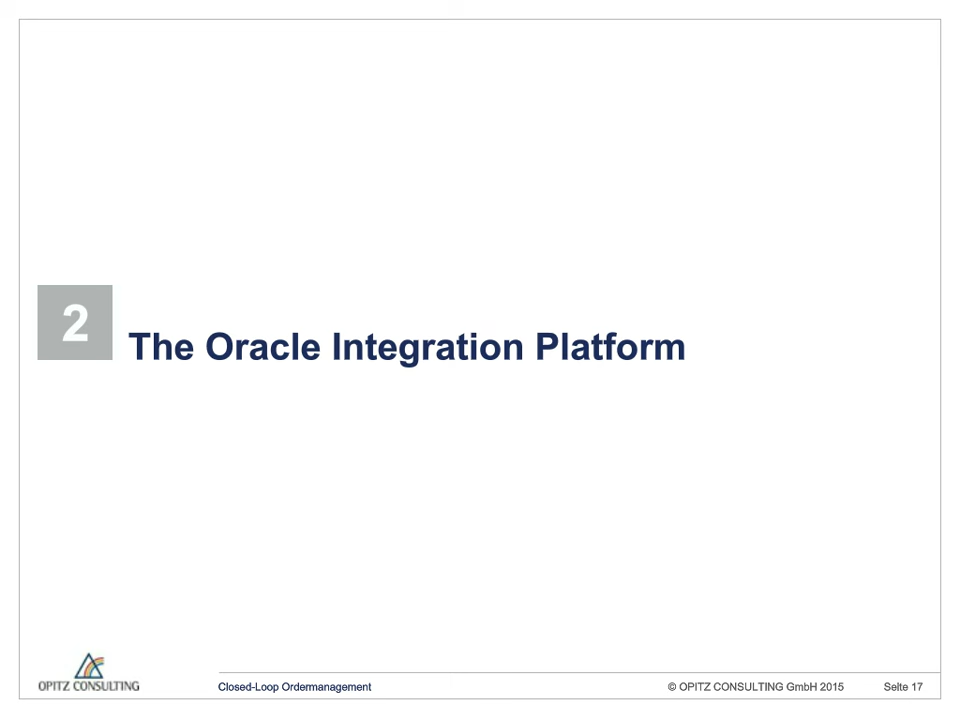 2
The Oracle Integration Platform
OPITZ CONSULTING
Closed-Loop Ordermanagement
© OPITZ CONSULTING GmbH 2015
Seite 17